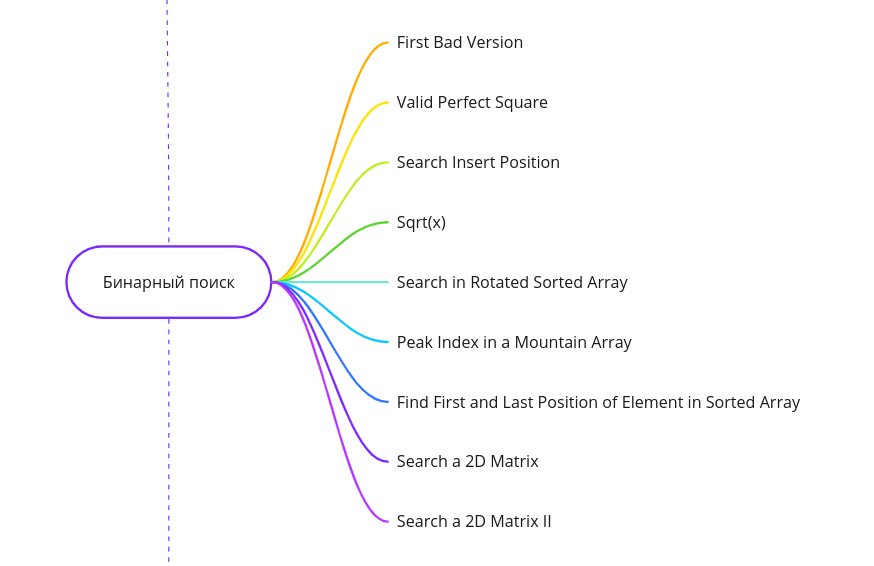 First Bad Version
Valid Perfect Square
Search Insert Position
Sqrt(x)
Бинарный поиск
Search in Rotated Sorted Array
Peak Index in a Mountain Array
Find First and Last Position of Element in Sorted Array
Search a 2D Matrix
Search a 2D Matrix II